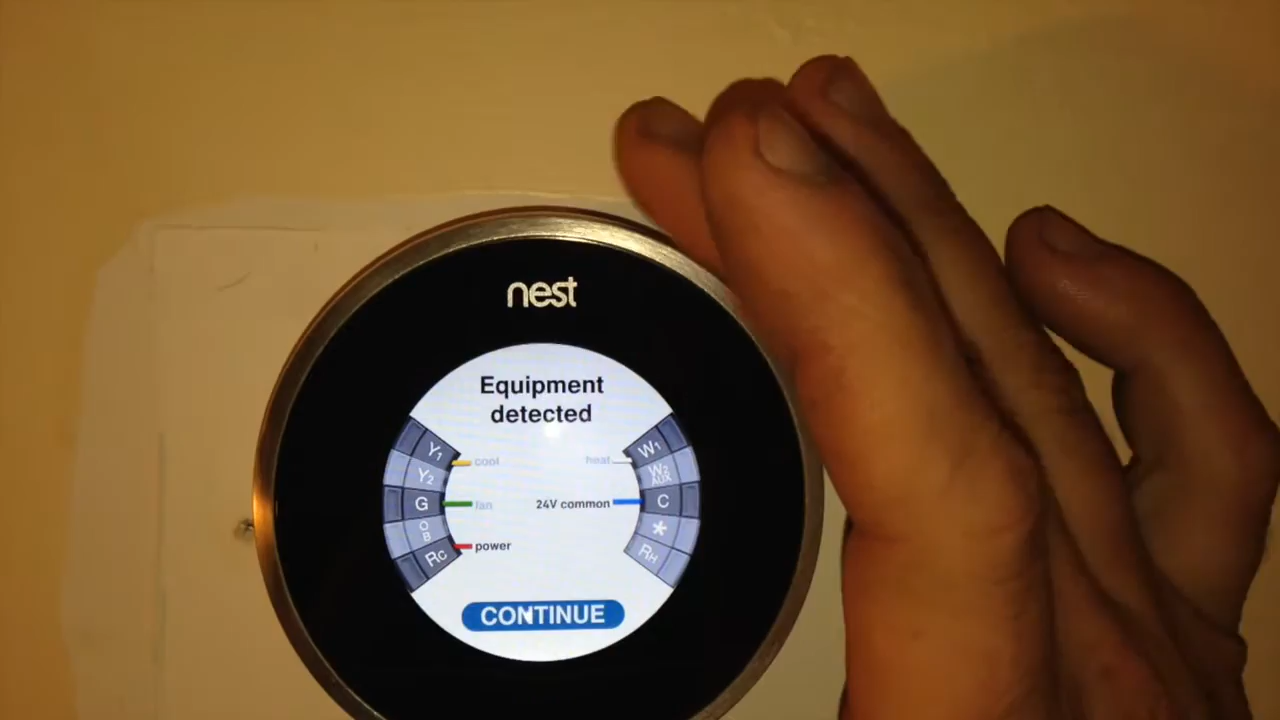 nest
Equipment
detected
Y1
cool
heat
W1
Y2
W2
AUX
G
fan
24V common
C
O
B
*
Rc
power
RH
CONTINUE